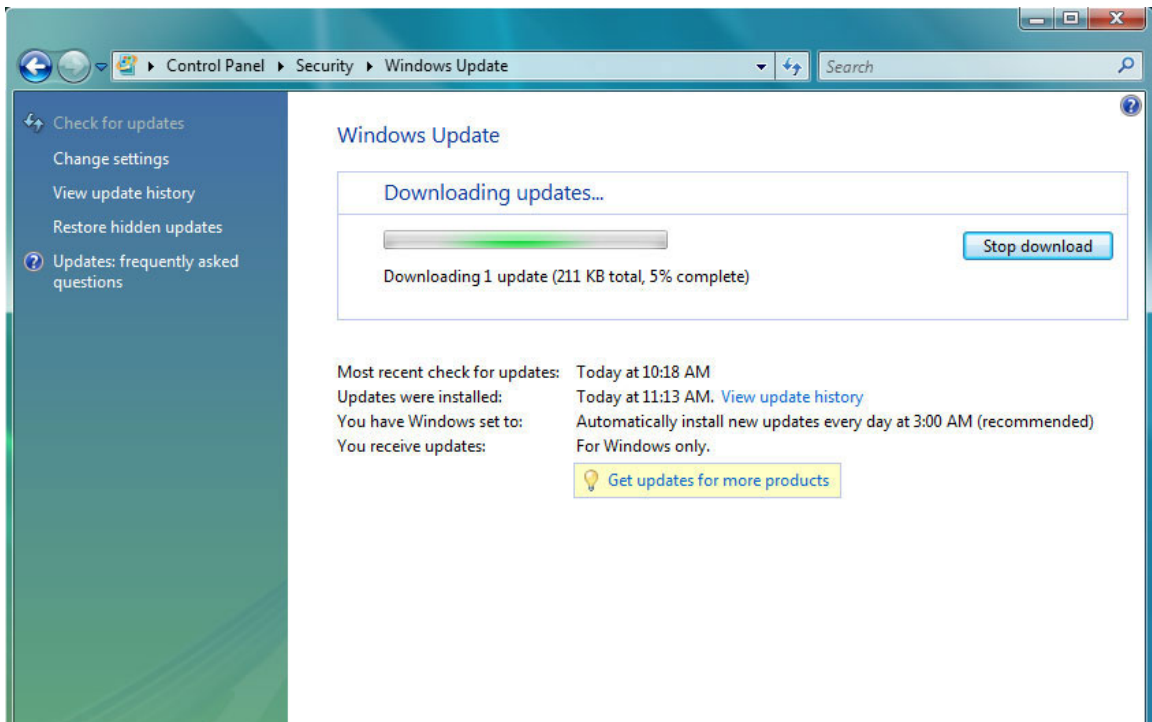 Control Panel Security Windows Update
Search
Check for updates
Change settings
View update history
Restore hidden updates
Updates: frequently asked
questions
Windows Update
Downloading updates...
Stop download
Downloading 1 update (211 KB total, 5% complete)
Most recent check for updates: Today at 10:18 AM
Updates were installed: Today at 11:13 AM. View update history
You have Windows set to: Automatically install new updates every day at 3:00 AM (recommended)
You receive updates: For Windows only.
Get updates for more products